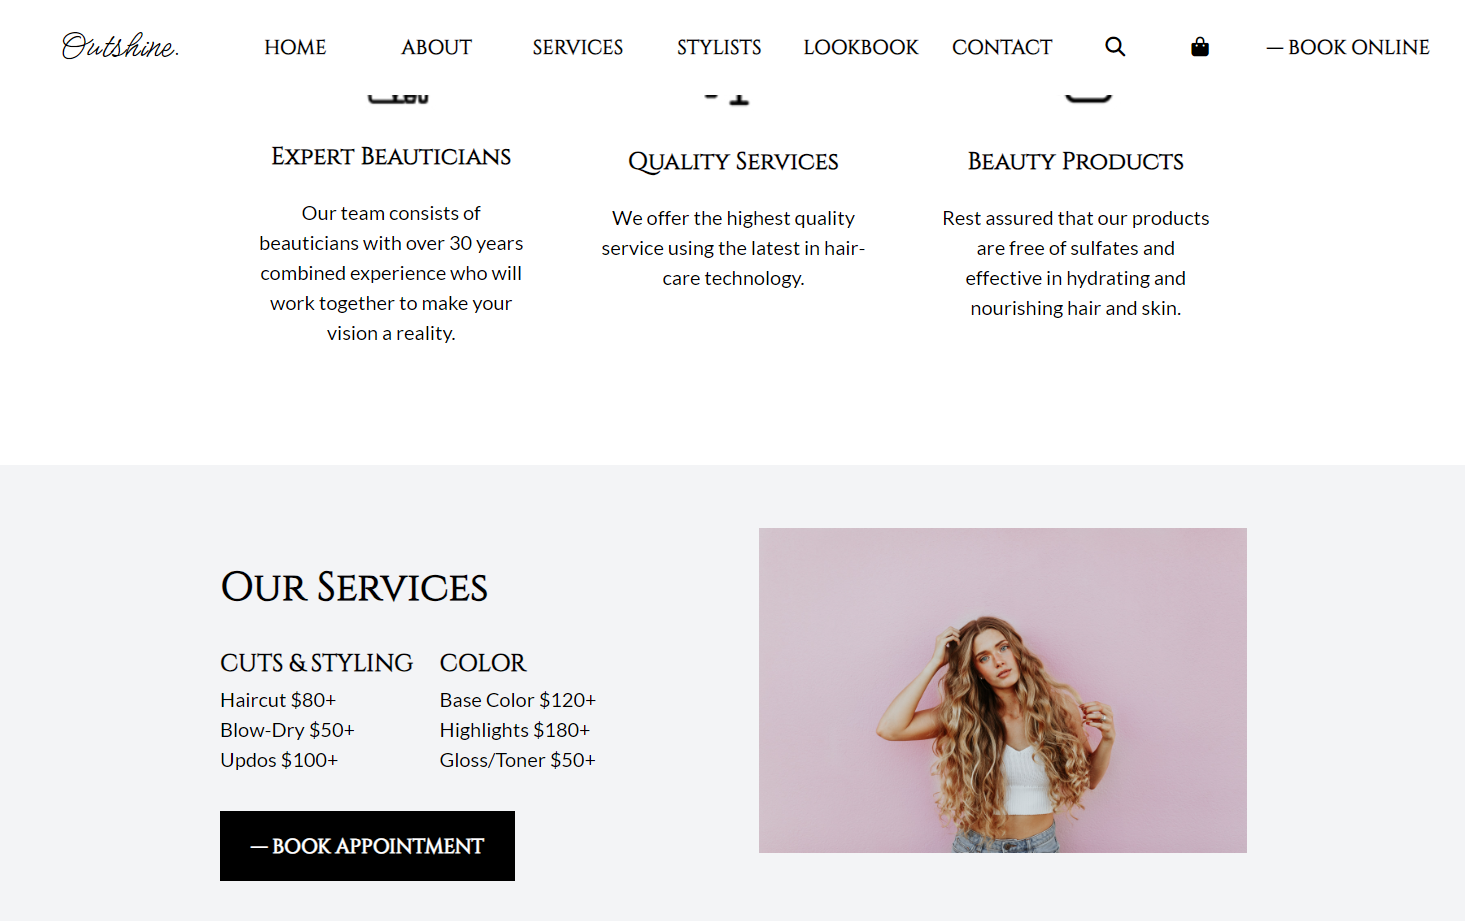 Outshine.
HOME ABOUT SERVICES STYLISTS LOOKBOOK CONTACT — BOOK ONLINE
Expert Beauticians
Our team consists of
beauticians with over 30 years
combined experience who will
work together to make your
vision a reality.
Quality Services
We offer the highest quality
service using the latest in hair-
care technology.
Beauty Products
Rest assured that our products
are free of sulfates and
effective in hydrating and
nourishing hair and skin.
Our Services
CUTS & STYLING
Haircut $80+
Blow-Dry $50+
Updos $100+
COLOR
Base Color $120+
Highlights $180+
Gloss/Toner $50+
— BOOK APPOINTMENT